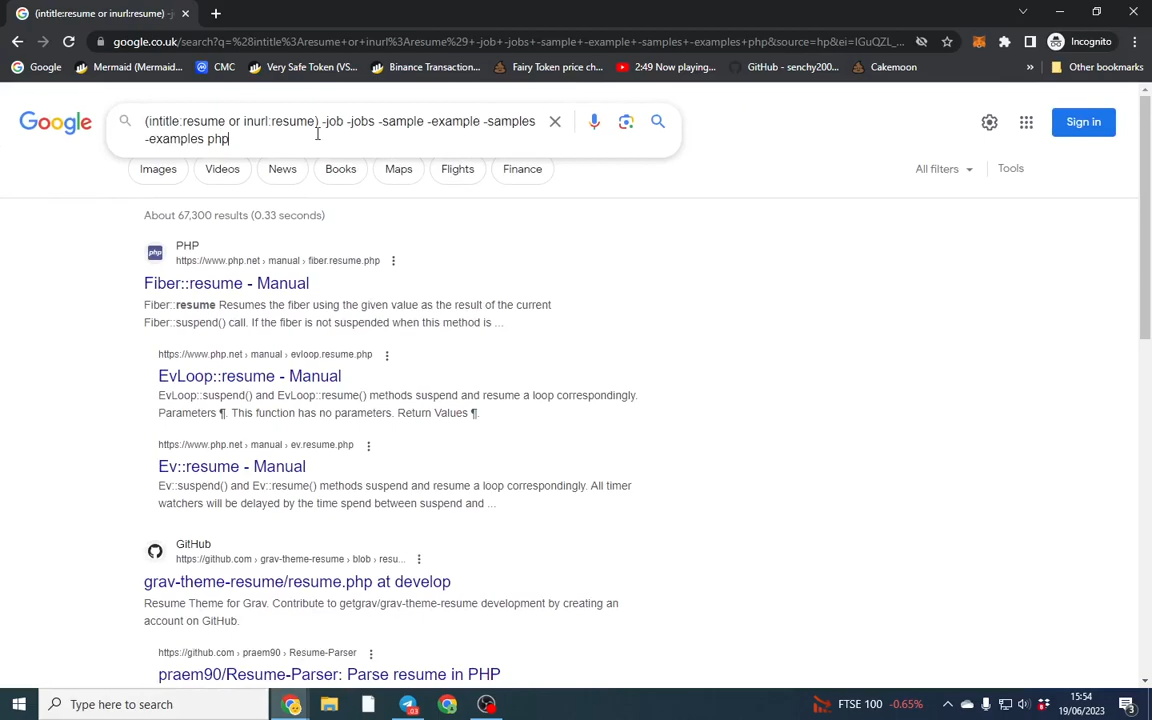 (intitle:resume or inurl:resume) -j
google.co.uk/search?q=%28intitle%3Aresume+or+inurl%3Aresume%29+-job+-jobs+-sample+-example+-samples+-examples+php&source=hp&ei=IGuQZL_...
Incognito
Google
Mermaid (Mermaid...
CMC
Very Safe Token (VS...
Binance Transaction...
Fairy Token price ch...
2:49 Now playing...
GitHub - senchy200...
Cakemoon
»
Other bookmarks
Google
(intitle:resume or inurl:resume) -job -jobs -sample -example -samples
-examples php
Sign in
Images
Videos
News
Books
Maps
Flights
Finance
All filters
Tools
About 67,300 results (0.33 seconds)
php
PHP
https://www.php.net › manual › fiber.resume.php
Fiber::resume - Manual
Fiber::resume Resumes the fiber using the given value as the result of the current
Fiber::suspend() call. If the fiber is not suspended when this method is ...
https://www.php.net › manual › evloop.resume.php
EvLoop::resume - Manual
EvLoop::suspend() and EvLoop::resume() methods suspend and resume a loop correspondingly.
Parameters ¶. This function has no parameters. Return Values ¶.
https://www.php.net › manual › ev.resume.php
Ev::resume - Manual
Ev::suspend() and Ev::resume() methods suspend and resume a loop correspondingly. All timer
watchers will be delayed by the time spend between suspend and ...
GitHub
https://github.com › grav-theme-resume › blob › resu...
grav-theme-resume/resume.php at develop
Resume Theme for Grav. Contribute to getgrav/grav-theme-resume development by creating an
account on GitHub.
https://github.com › praem90 › Resume-Parser
praem90/Resume-Parser: Parse resume in PHP
Type here to search
FTSE 100 -0.65%
15:54
19/06/2023
3